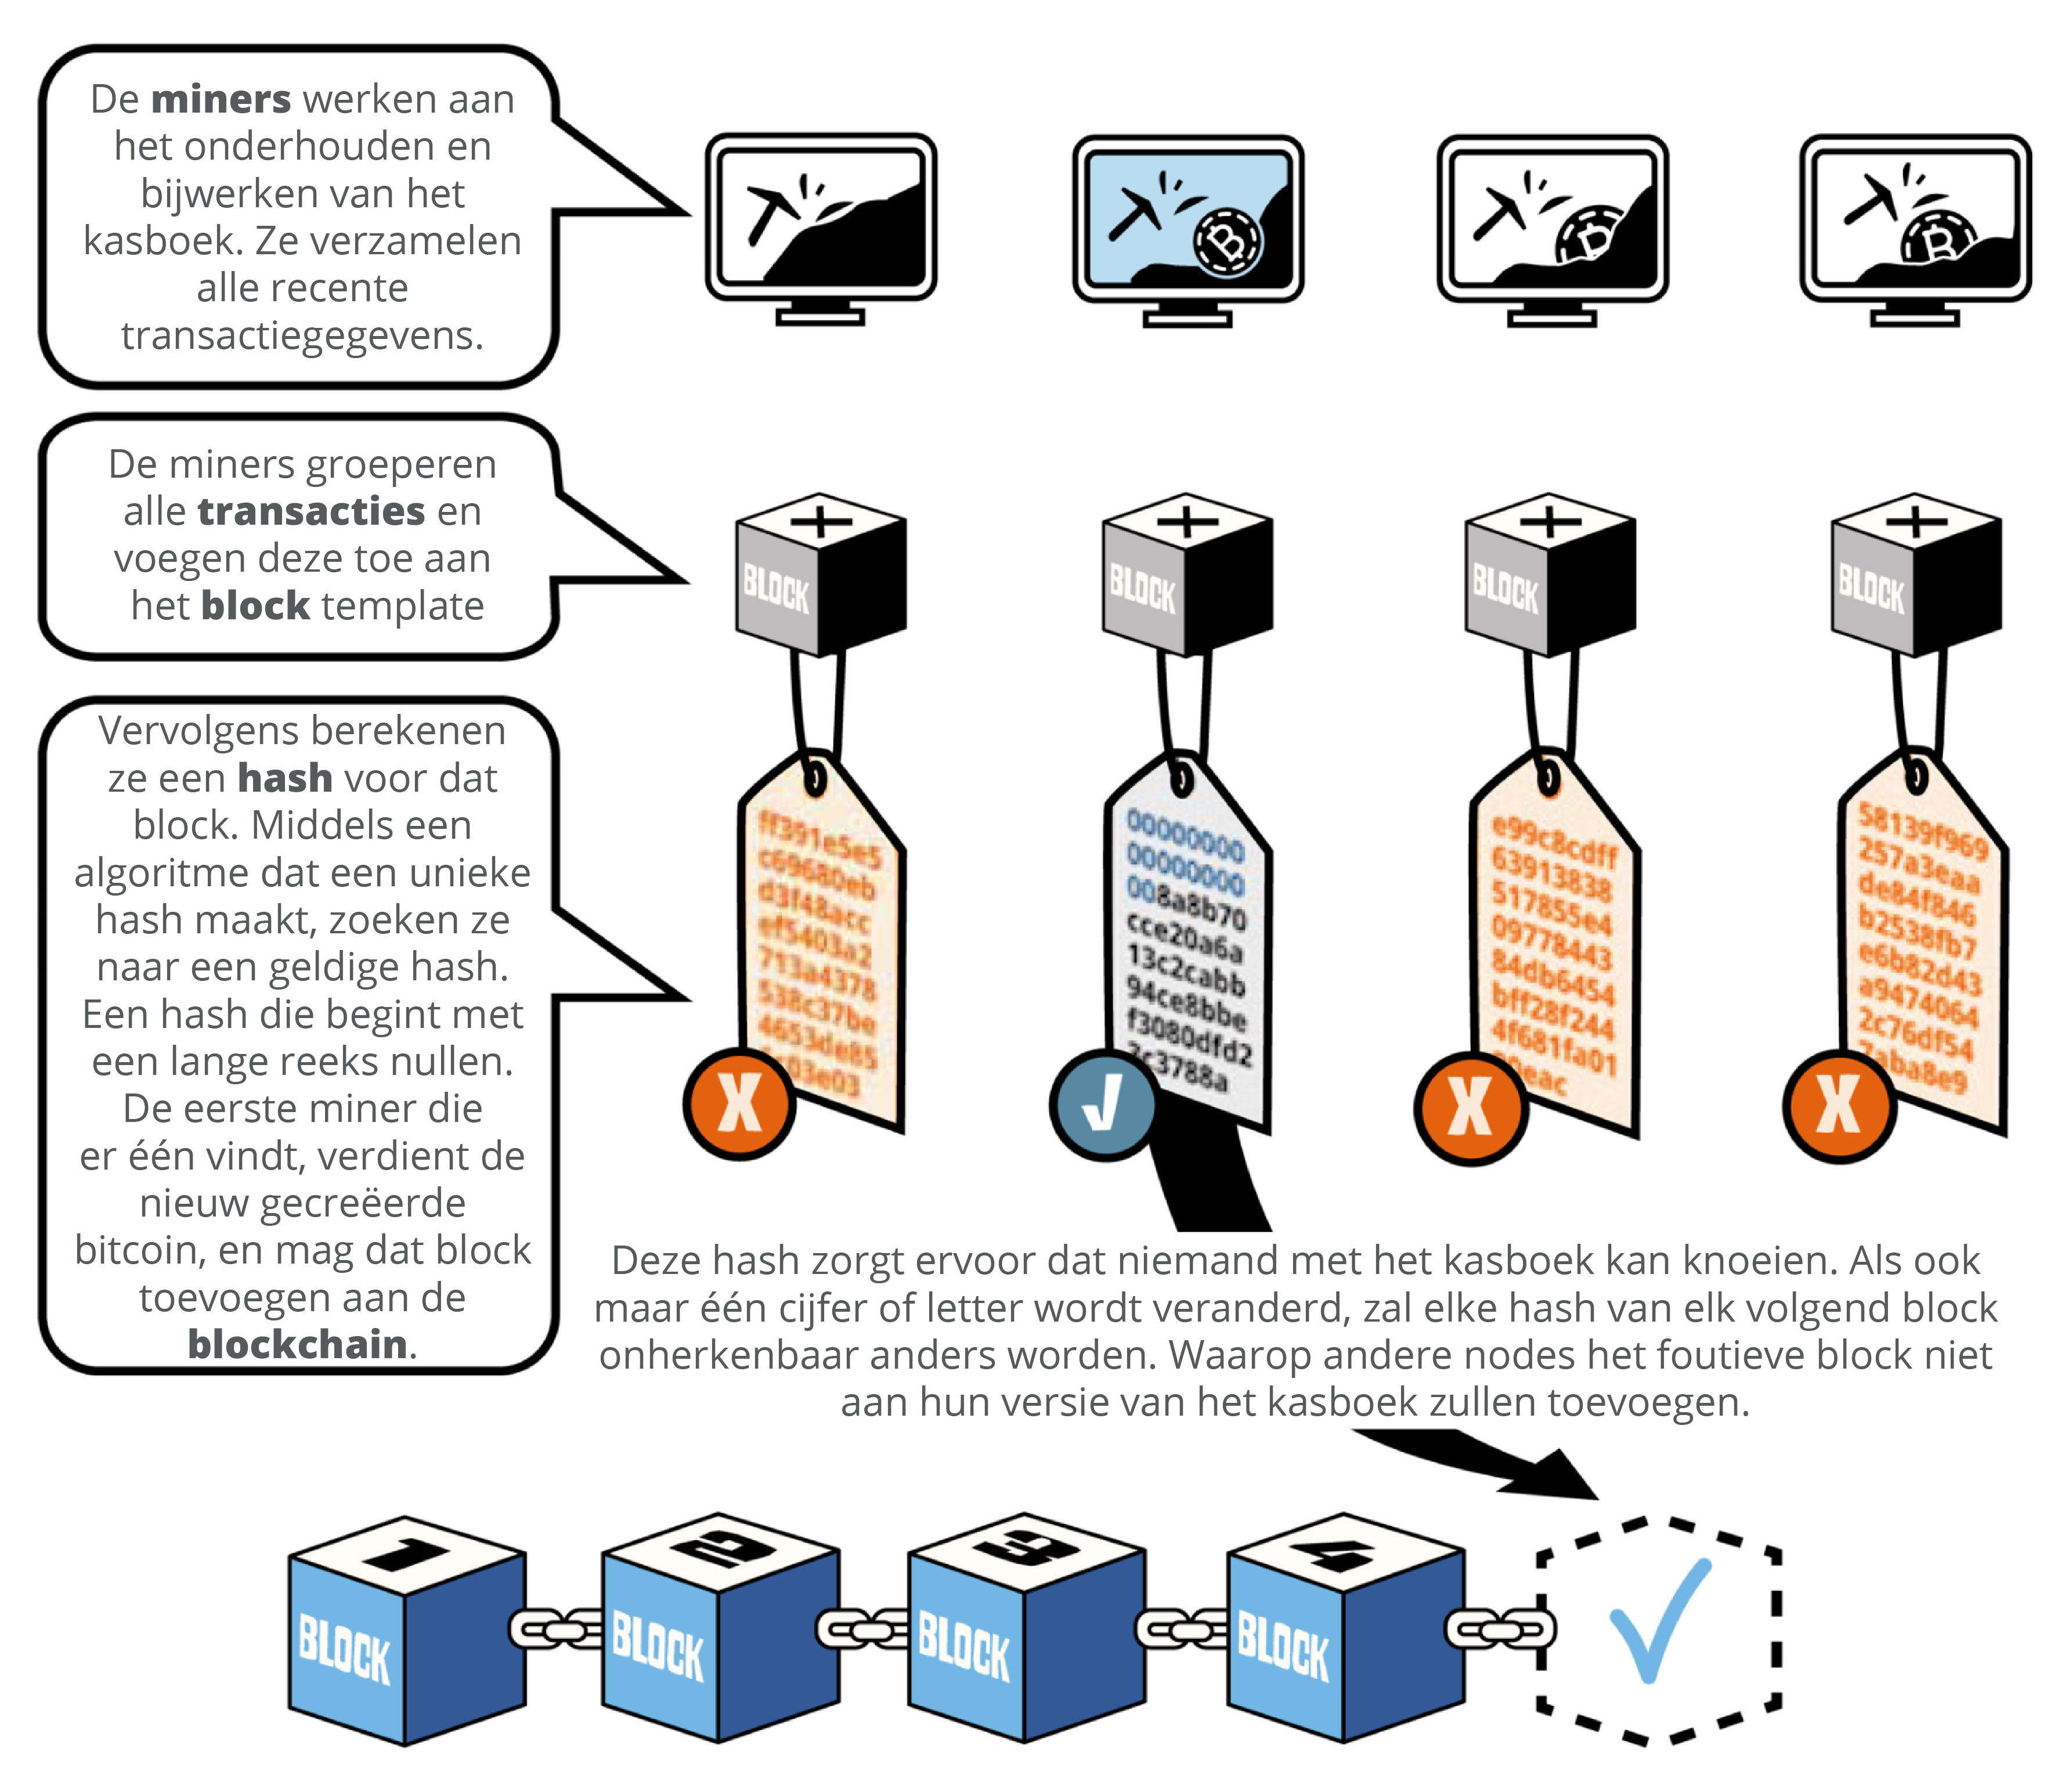 De miners werken aan
het onderhouden en
bijwerken van het
kasboek. Ze verzamelen
alle recente
transactiegegevens.
De miners groeperen
alle transacties en
voegen deze toe aan
het block template
BLOCK
BLOCK
BLOCK
BLOCK
Vervolgens berekenen
ze een hash voor dat
block. Middels een
algoritme dat een unieke
hash maakt, zoeken ze
naar een geldige hash.
Een hash die begint met
een lange reeks nullen.
De eerste miner die
er één vindt, verdient de
nieuw gecreëerde
bitcoin, en mag dat block
toevoegen aan de
blockchain.
ff391e5e5
c69680eb
d3f48acc
ef5403a2
713a4378
538c37be
4653de85
03e03
X
00000000
00000000
008a8b70
cce20a6a
13c2cabb
94ce8bbe
f3080dfd2
c3788a
e99c8cdff
63913838
517855e4
09778443
84db6454
bff28f244
4f681fa01
0eac
X
58139f969
257a3eaa
de84f846
b2538fb7
e6b82d43
a9474064
2c76df54
7aba8e9
X
Deze hash zorgt ervoor dat niemand met het kasboek kan knoeien. Als ook
maar één cijfer of letter wordt veranderd, zal elke hash van elk volgend block
onherkenbaar anders worden. Waarop andere nodes het foutieve block niet
aan hun versie van het kasboek zullen toevoegen.
1
BLOCK
2
BLOCK
3
BLOCK
4
BLOCK